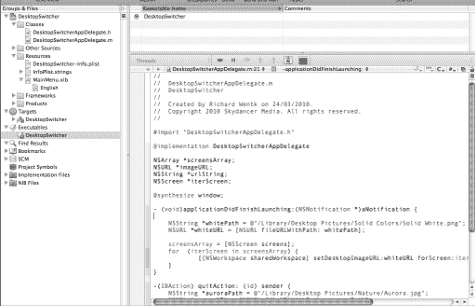 Groups & Files
DesktopSwitcher
Classes
DesktopSwitcherAppDelegate.h
DesktopSwitcherAppDelegate.m
Other Sources
Resources
DesktopSwitcher-Info.plist
InfoPlist.strings
MainMenu.xib
English
Frameworks
Products
Targets
DesktopSwitcher
Executables
DesktopSwitcher
Find Results
Bookmarks
SCM
Project Symbols
Implementation Files
NIB Files
Executable Name
Comments
DesktopSwitcher
Threads
DesktopSwitcherAppDelegate.m:21
-applicationDidFinishLaunching:
//
// DesktopSwitcherAppDelegate.m
// DesktopSwitcher
//
// Created by Richard Wentk on 24/03/2010.
// Copyright 2010 Skydancer Media. All rights reserved.
//
#import "DesktopSwitcherAppDelegate.h"
@implementation DesktopSwitcherAppDelegate
NSArray *screensArray;
NSURL *imageURL;
NSString *urlString;
NSScreen *iterScreen;
@synthesize window;
- (void)applicationDidFinishLaunching:(NSNotification *)aNotification {
NSString *whitePath = @"/Library/Desktop Pictures/Solid Colors/Solid White.png";
NSURL *whiteURL = [NSURL fileURLWithPath: whitePath];
screensArray = [NSScreen screens];
for (iterScreen in screensArray) {
[[NSWorkspace sharedWorkspace] setDesktopImageURL:whiteURL forScreen:iter
}
}
-(IBAction) quitAction: (id) sender {
NSString *auroraPath = @"/Library/Desktop Pictures/Nature/Aurora.jpg";